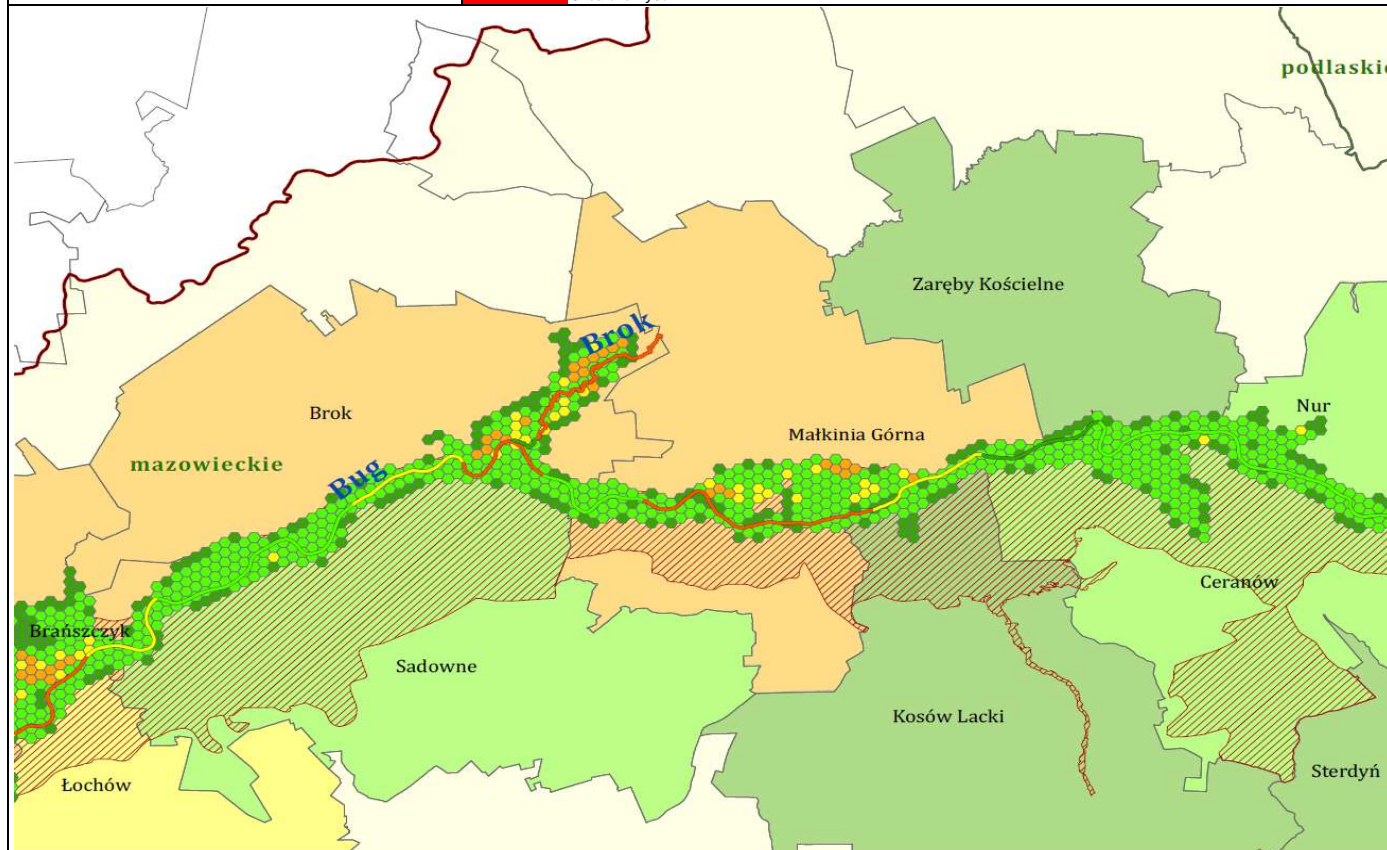 podlaskie
Zaręby Kościelne
Brok
Brok
Nur
Małkinia Górna
mazowieckie
Bug
Ceranów
Brańszczyk
Sadowne
Kosów Lacki
Łochów
Sterdyń